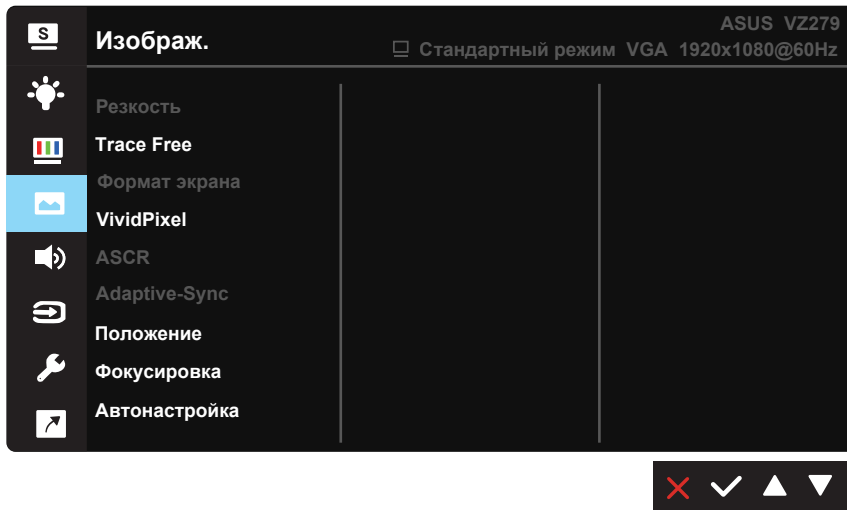 S
Изображ.
ASUS VZ279
Стандартный режим VGA 1920x1080@60Hz
Резкость
Trace Free
Формат экрана
VividPixel
ASCR
Adaptive-Sync
Положение
Фокусировка
Автонастройка